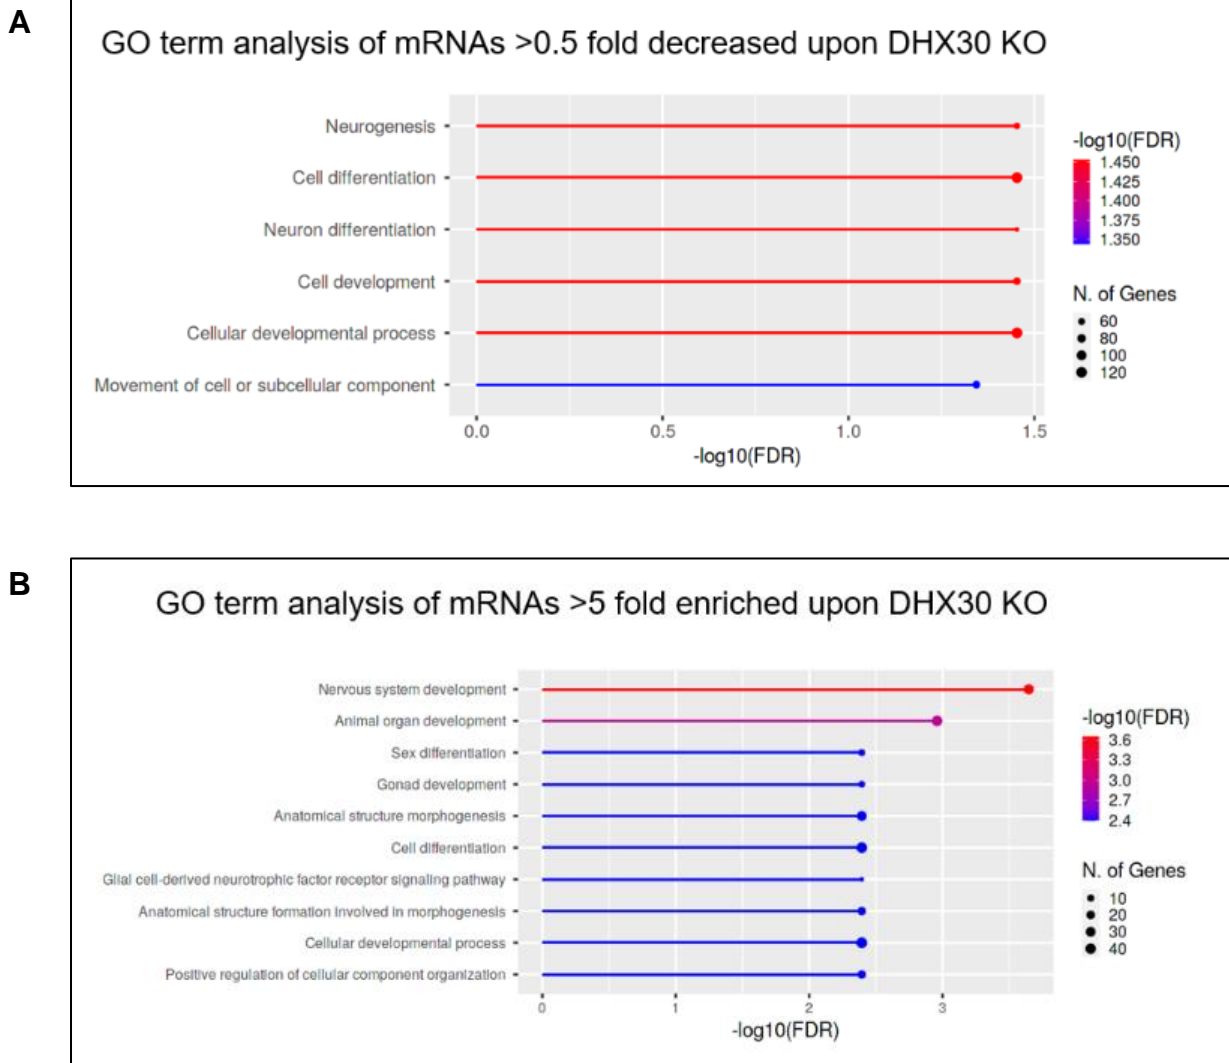 A
GO term analysis of mRNAs >0.5 fold decreased upon DHX30 KO
Neurogenesis
Cell differentiation
Neuron differentiation
Cell development
Cellular developmental process
Movement of cell or subcellular component
0.0 0.5 1.0 1.5
-log10(FDR)
-log10(FDR)
1.450
1.425
1.400
1.375
1.350
N. of Genes
60
80
100
120
B
GO term analysis of mRNAs >5 fold enriched upon DHX30 KO
Nervous system development
Animal organ development
Sex differentiation
Gonad development
Anatomical structure morphogenesis
Cell differentiation
Glial cell-derived neurotrophic factor receptor signaling pathway
Anatomical structure formation involved in morphogenesis
Cellular developmental process
Positive regulation of cellular component organization
0 1 2 3
-log10(FDR)
-log10(FDR)
3.6
3.3
3.0
2.7
2.4
N. of Genes
10
20
30
40